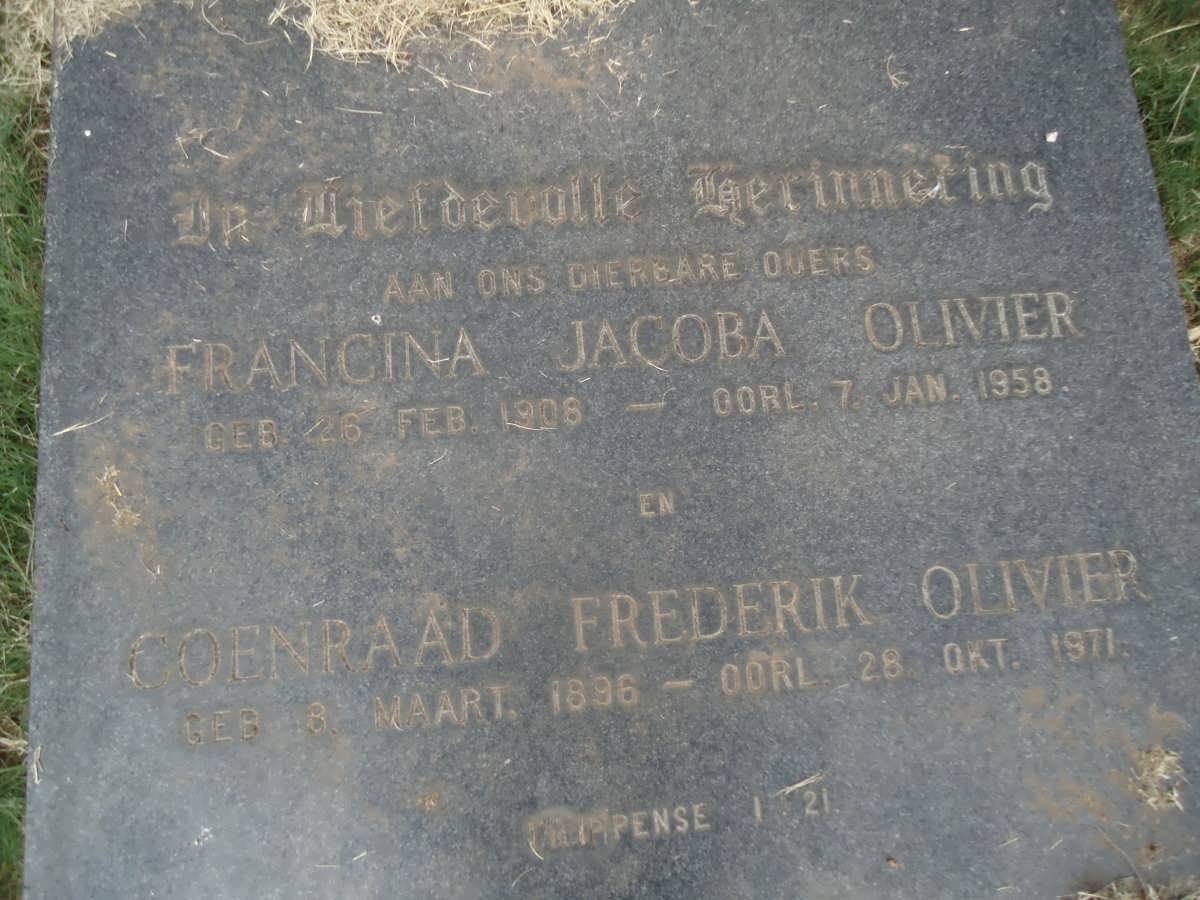 In Liefdevolle Herinnering
AAN ONS DIERBARE OUERS
FRANCINA JACOBA OLIVIER
GEB. 26 FEB. 1908 — OORL. 7. JAN. 1958.
EN
COENRAAD FREDERIK OLIVIER
GEB 8. MAART. 1896 — OORL. 28. OKT. 1971.
FILIPPENSE 1 21.